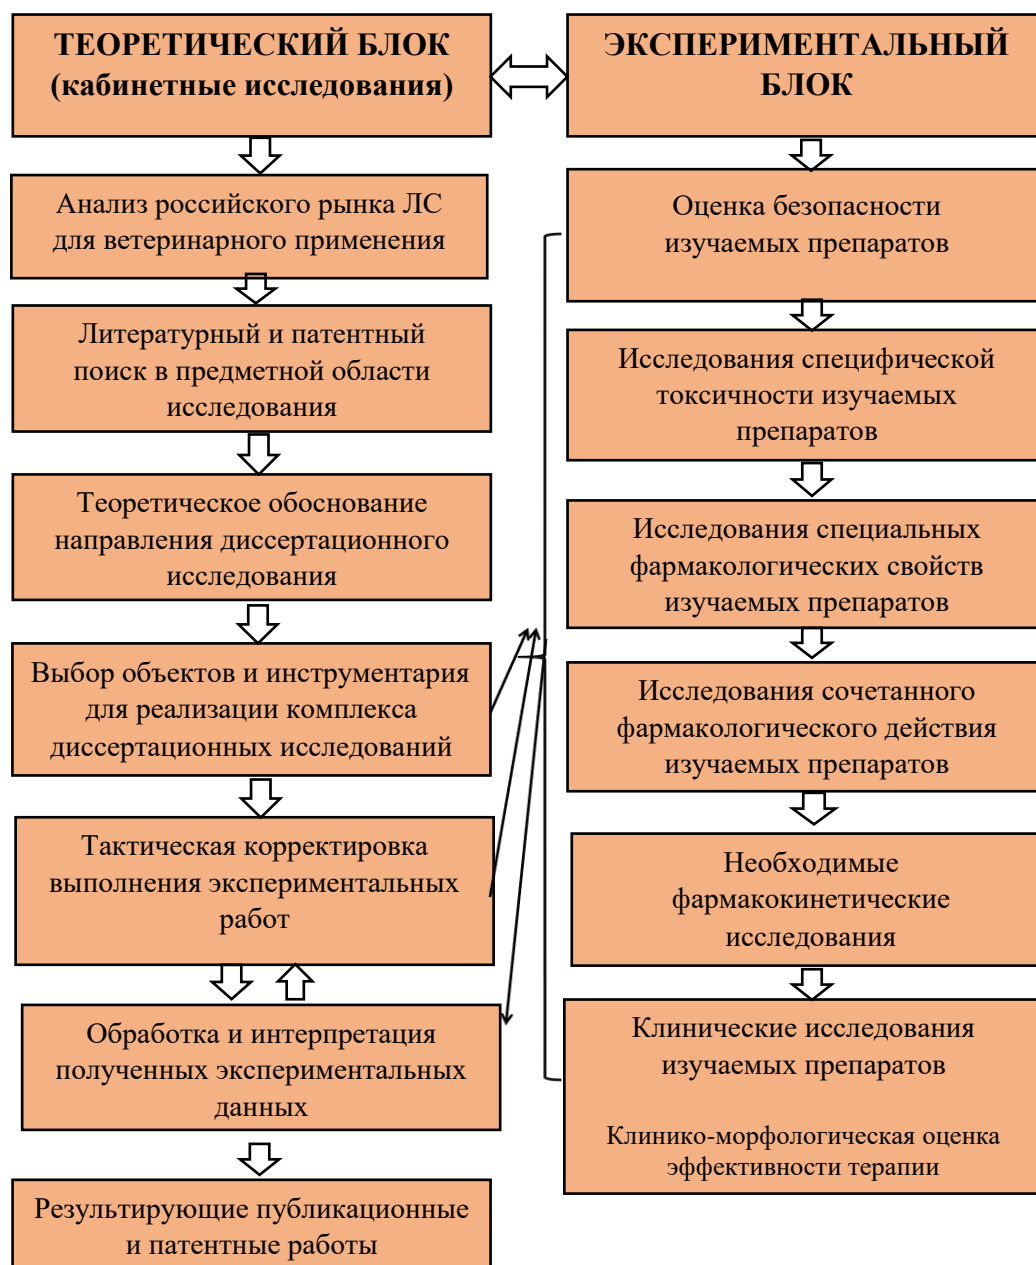 ТЕОРЕТИЧЕСКИЙ БЛОК
(кабинетные исследования)
Анализ российского рынка ЛС
для ветеринарного применения
Литературный и патентный
поиск в предметной области
исследования
Теоретическое обоснование
направления диссертационного
исследования
Выбор объектов и инструментария
для реализации комплекса
диссертационных исследований
Тактическая корректировка
выполнения экспериментальных
работ
Обработка и интерпретация
полученных экспериментальных
данных
Результирующие публикационные
и патентные работы
ЭКСПЕРИМЕНТАЛЬНЫЙ
БЛОК
Оценка безопасности
изучаемых препаратов
Исследования специфической
токсичности изучаемых
препаратов
Исследования специальных
фармакологических свойств
изучаемых препаратов
Исследования сочетанного
фармакологического действия
изучаемых препаратов
Необходимые
фармакокинетические
исследования
Клинические исследования
изучаемых препаратов
Клинико-морфологическая оценка
эффективности терапии